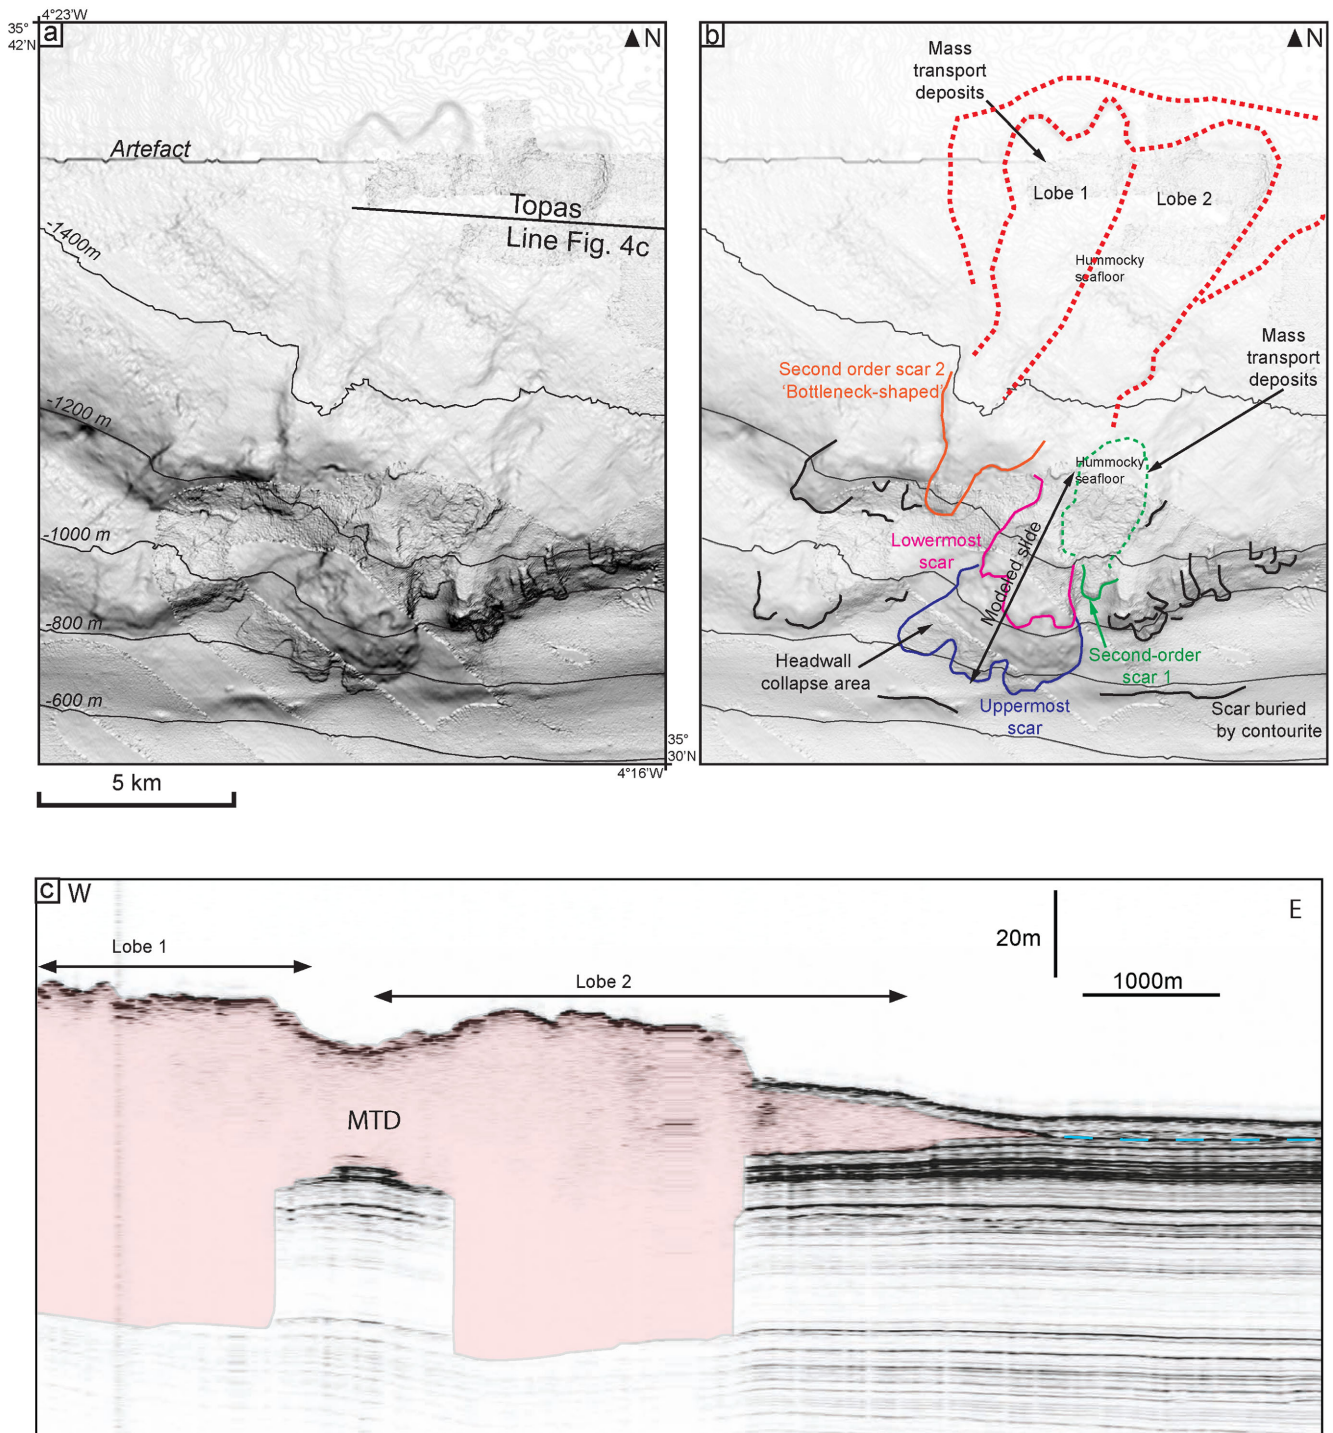 4°23'W
35°
42'N
a
N
Artefact
Topas
Line Fig. 4c
-1400m
-1200 m
-1000 m
-800 m
-600 m
35°
30'N
4°16'W
5 km
b
N
Mass
transport
deposits
Lobe 1
Lobe 2
Hummocky
seafloor
Mass
transport
deposits
Second order scar 2
'Bottleneck-shaped'
Hummocky
seafloor
Lowermost
scar
Modeled slide
Second-order
scar 1
Headwall
collapse area
Uppermost
scar
Scar buried
by contourite
c
W
E
Lobe 1
Lobe 2
20m
1000m
MTD